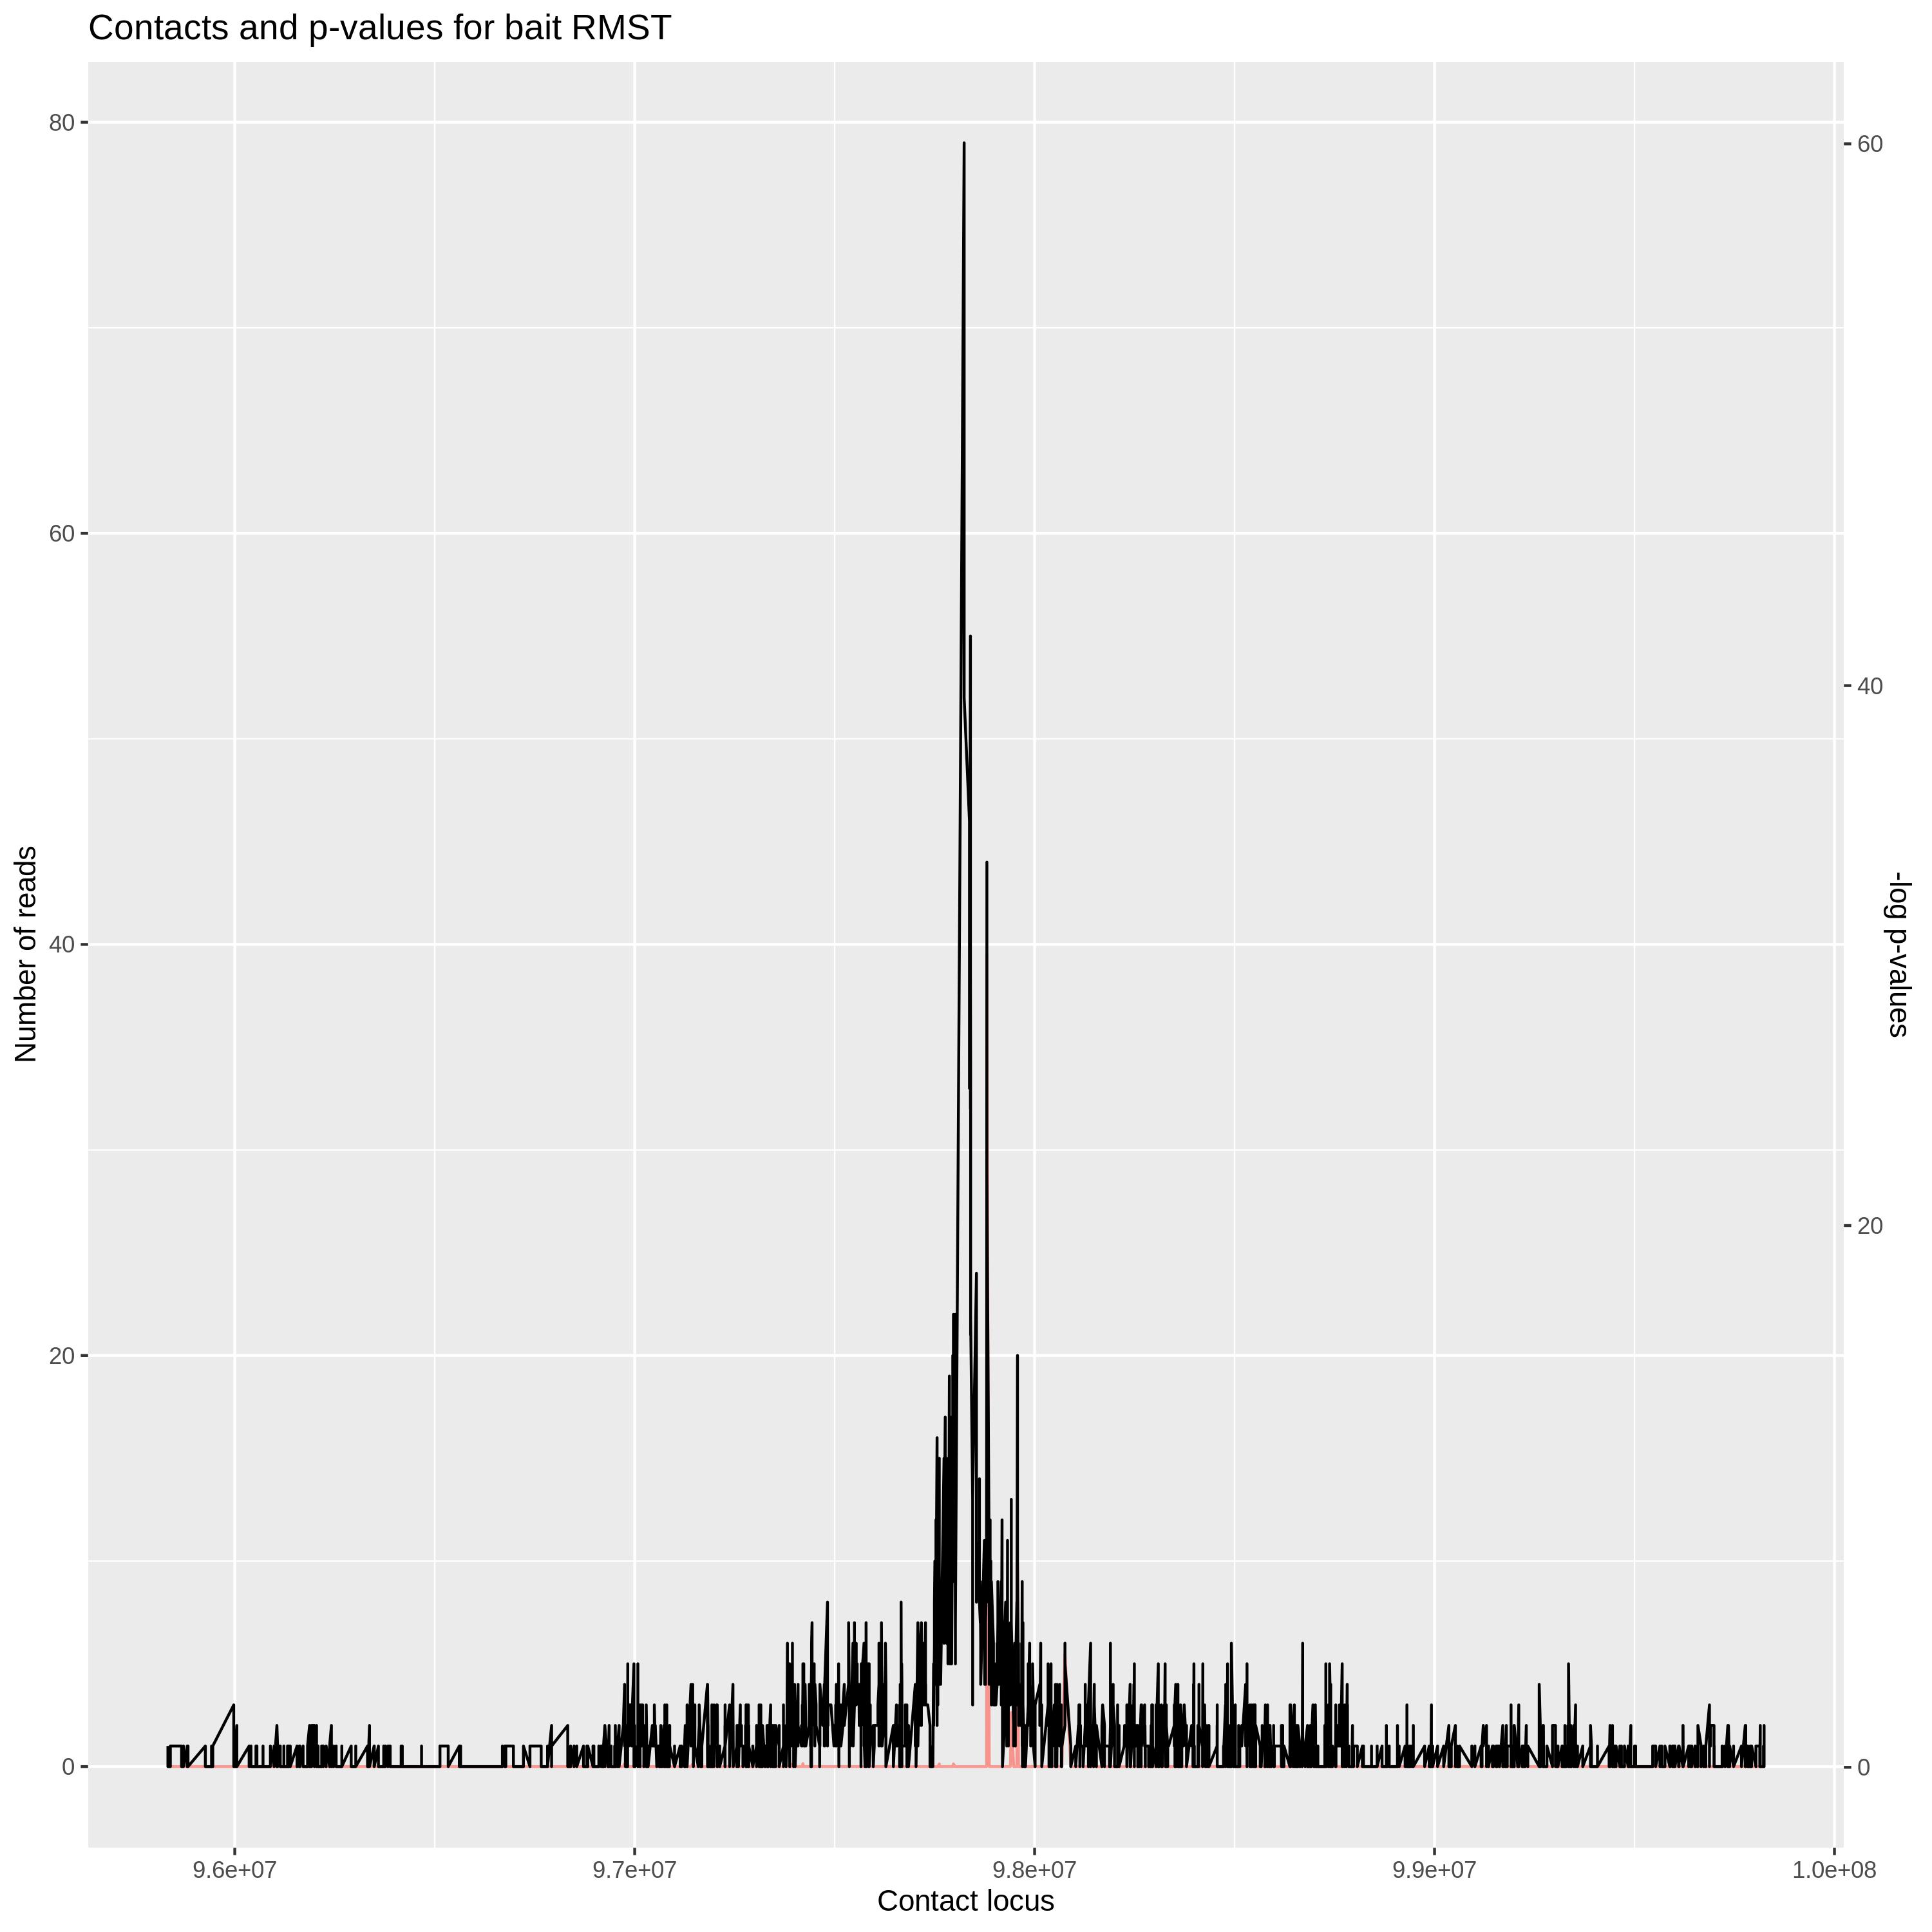 Contacts and p-values for bait RMST
80
60
40
20
0
60
40
20
0
Number of reads
-log p-values
9.6e+07 9.7e+07 9.8e+07 9.9e+07 1.0e+08
Contact locus